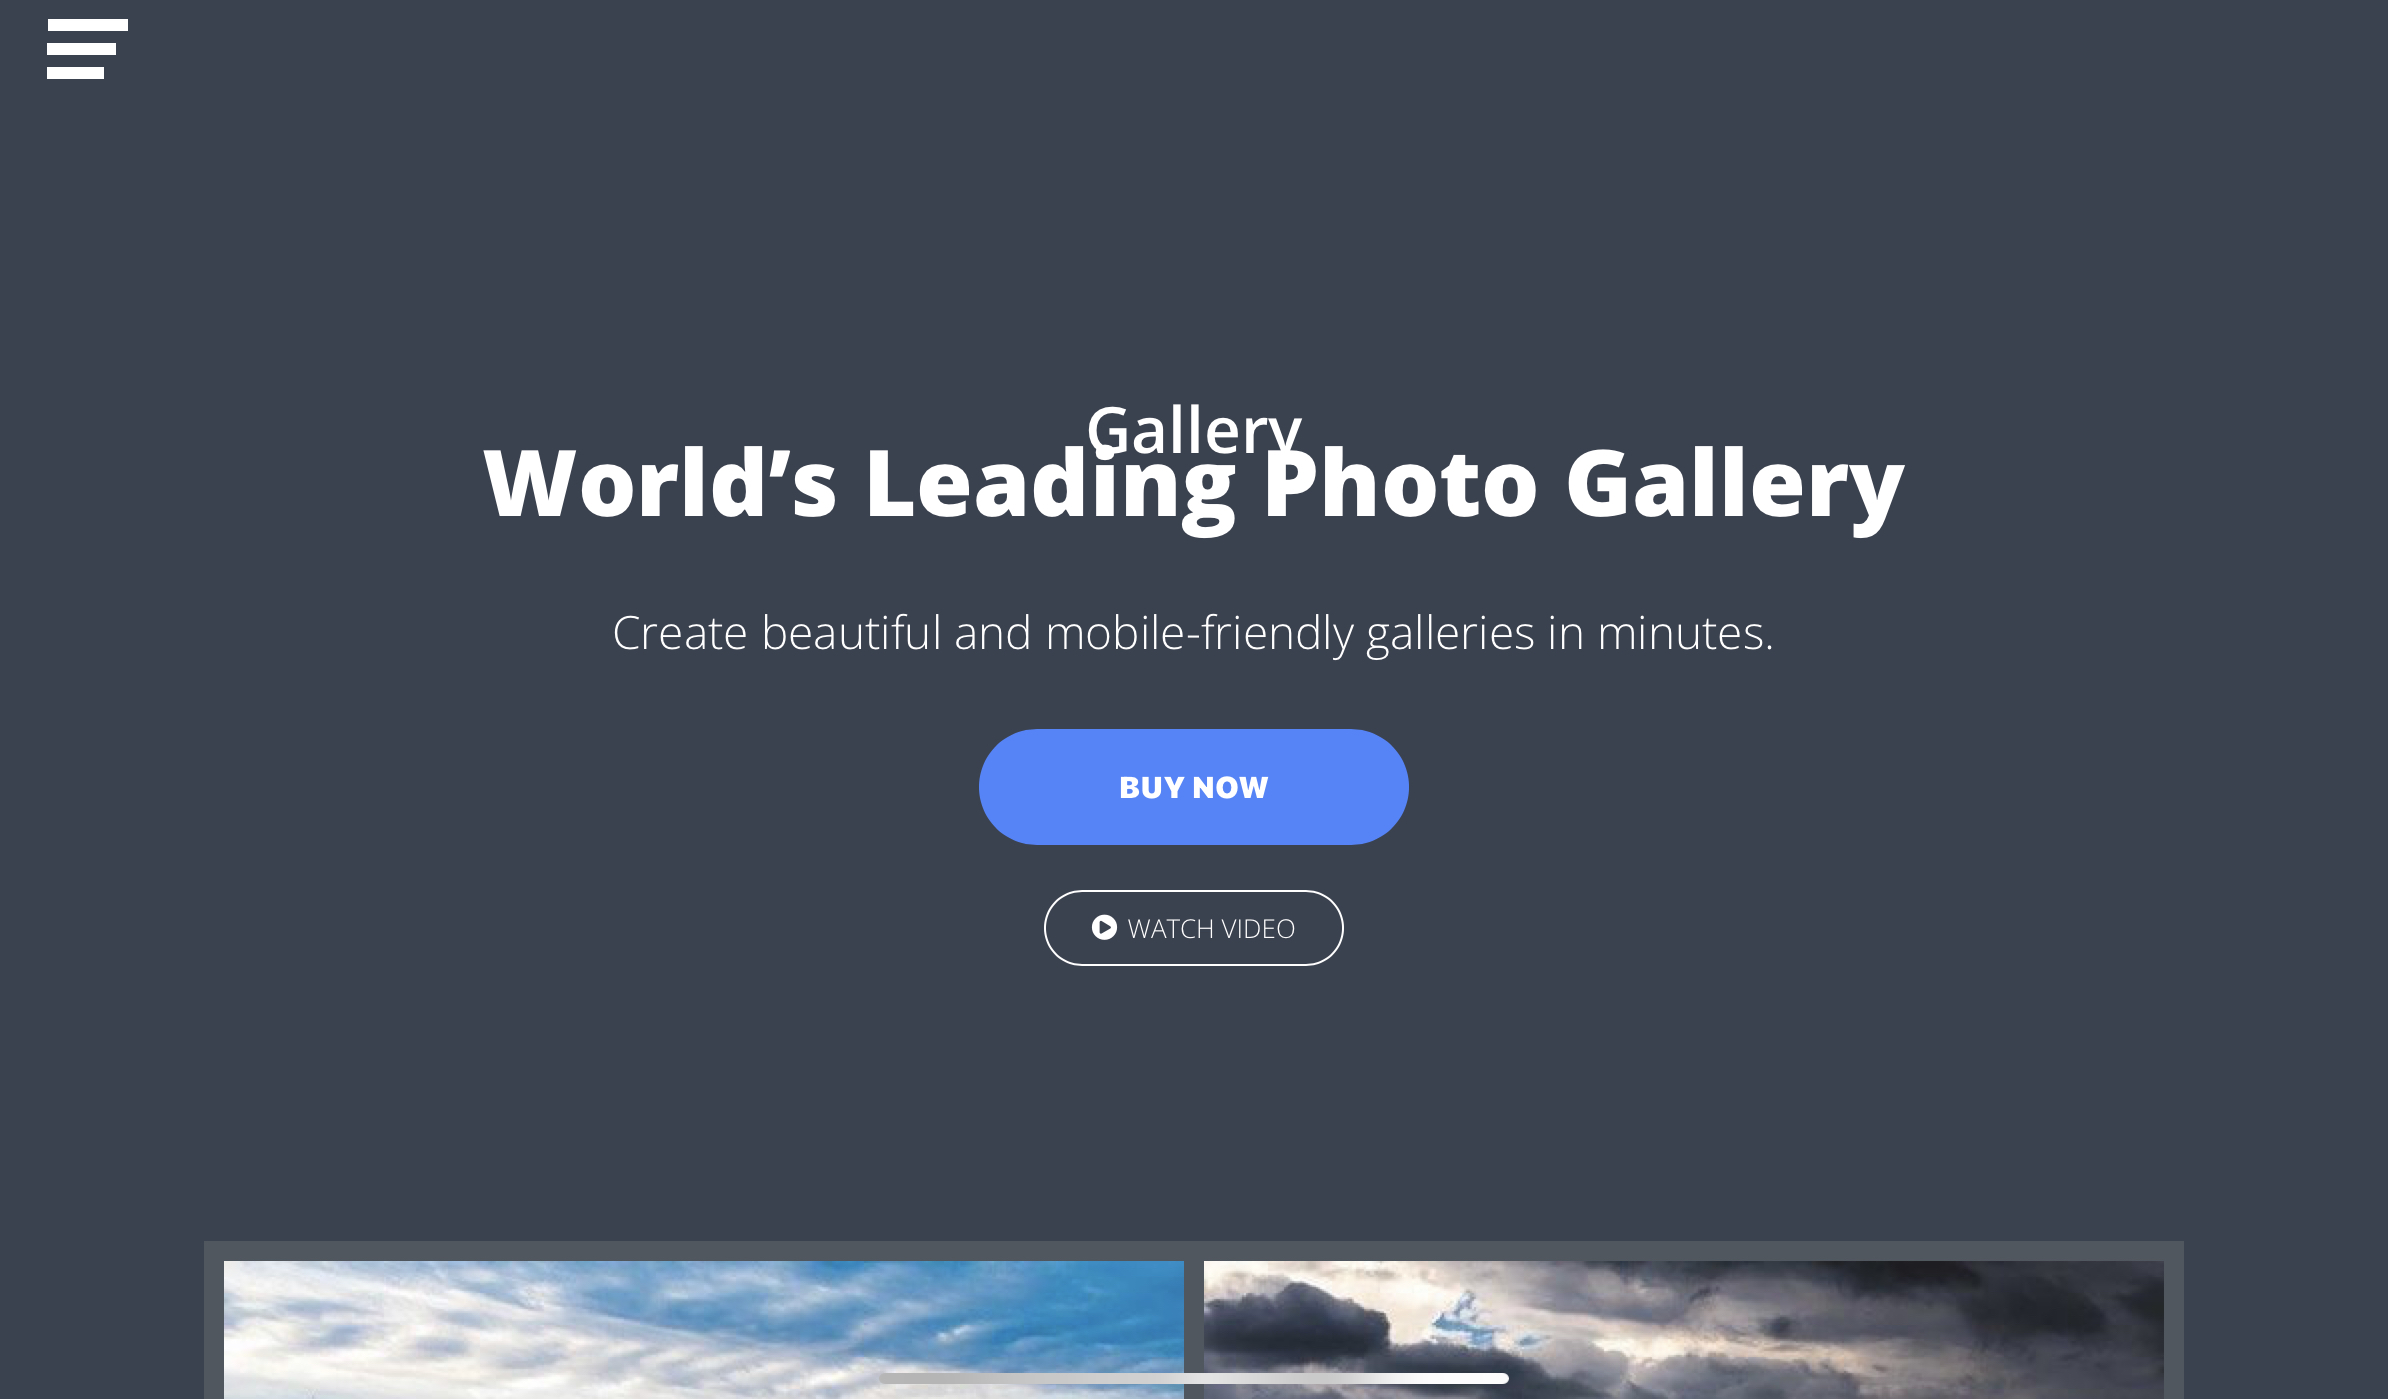 Gallery
World’s Leading Photo Gallery
Create beautiful and mobile-friendly galleries in minutes.
BUY NOW
WATCH VIDEO